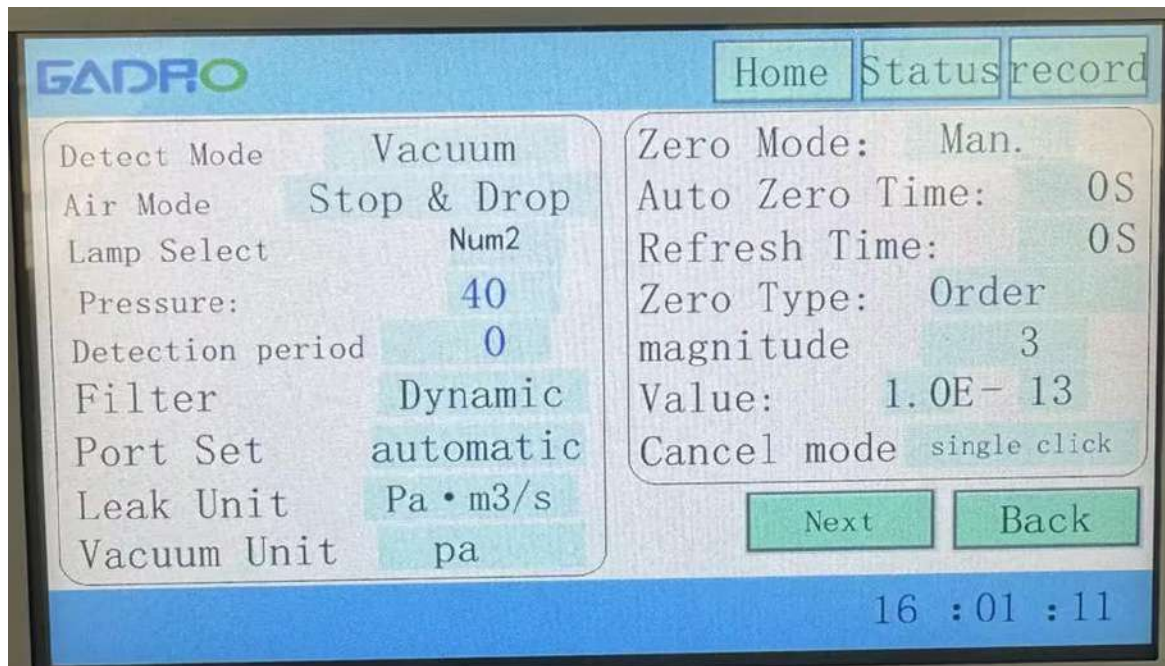 GADRO
Home Status record
Detect Mode Vacuum
Air Mode Stop & Drop
Lamp Select Num2
Pressure: 40
Detection period 0
Filter Dynamic
Port Set automatic
Leak Unit Pa·m3/s
Vacuum Unit pa
Zero Mode: Man.
Auto Zero Time: 0S
Refresh Time: 0S
Zero Type: Order
magnitude 3
Value: 1.0E- 13
Cancel mode single click
Next Back
16 :01 :11